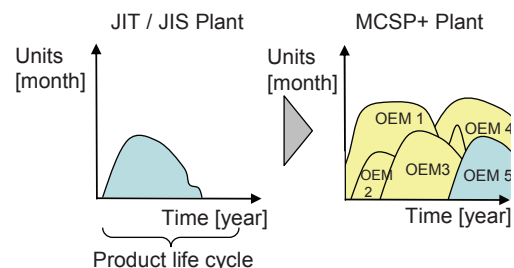 JIT / JIS Plant
Units
[month]
Time [year]
Product life cycle
MCSP+ Plant
Units
[month]
OEM 1
OEM 4
OEM
2
OEM3
OEM 5
Time [year]